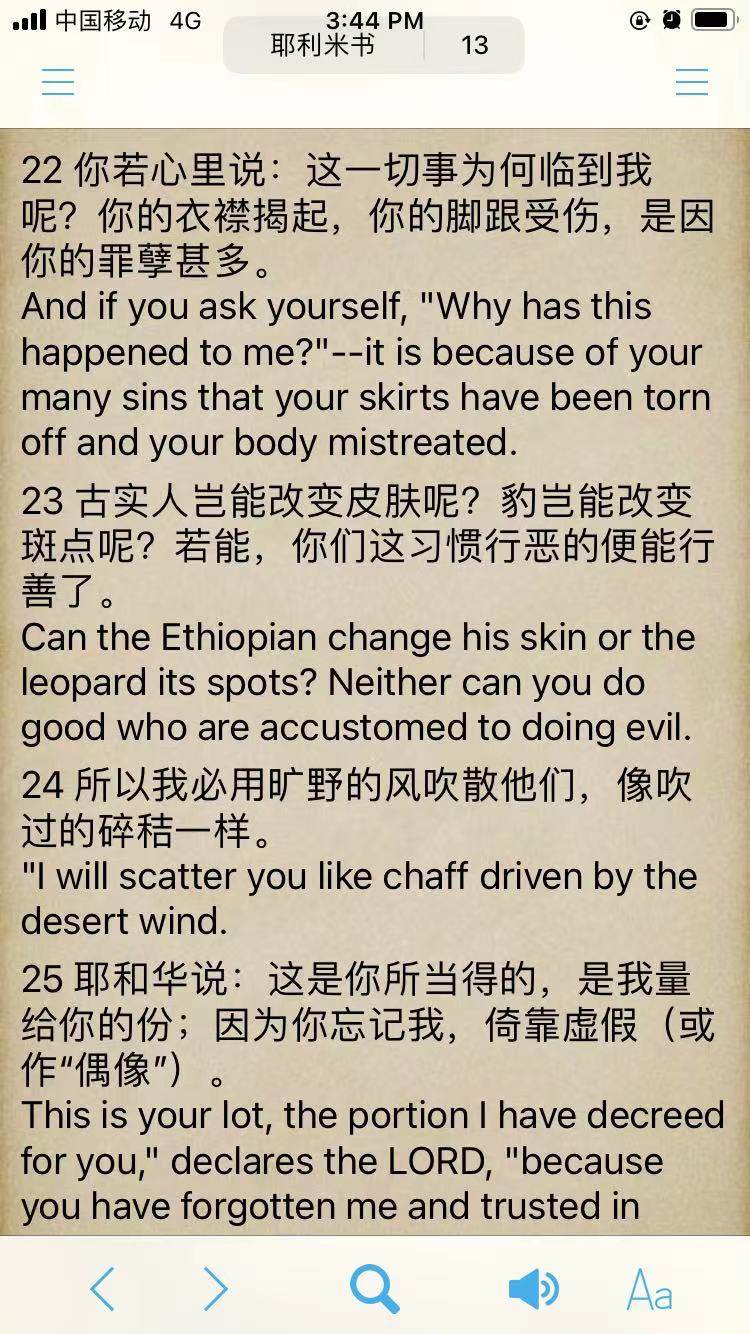 中国移动 4G 3:44 PM
耶利米书 13
22 你若心里说：这一切事为何临到我
呢？你的衣襟揭起，你的脚跟受伤，是因
你的罪孽甚多。
And if you ask yourself, "Why has this
happened to me?"--it is because of your
many sins that your skirts have been torn
off and your body mistreated.
23 古实人岂能改变皮肤呢？豹岂能改变
斑点呢？若能，你们这习惯行恶的便能行
善了。
Can the Ethiopian change his skin or the
leopard its spots? Neither can you do
good who are accustomed to doing evil.
24 所以我必用旷野的风吹散他们，像吹
过的碎秸一样。
"I will scatter you like chaff driven by the
desert wind.
25 耶和华说：这是你所当得的，是我量
给你的份；因为你忘记我，倚靠虚假（或
作“偶像”）。
This is your lot, the portion I have decreed
for you," declares the LORD, "because
you have forgotten me and trusted in
Aa